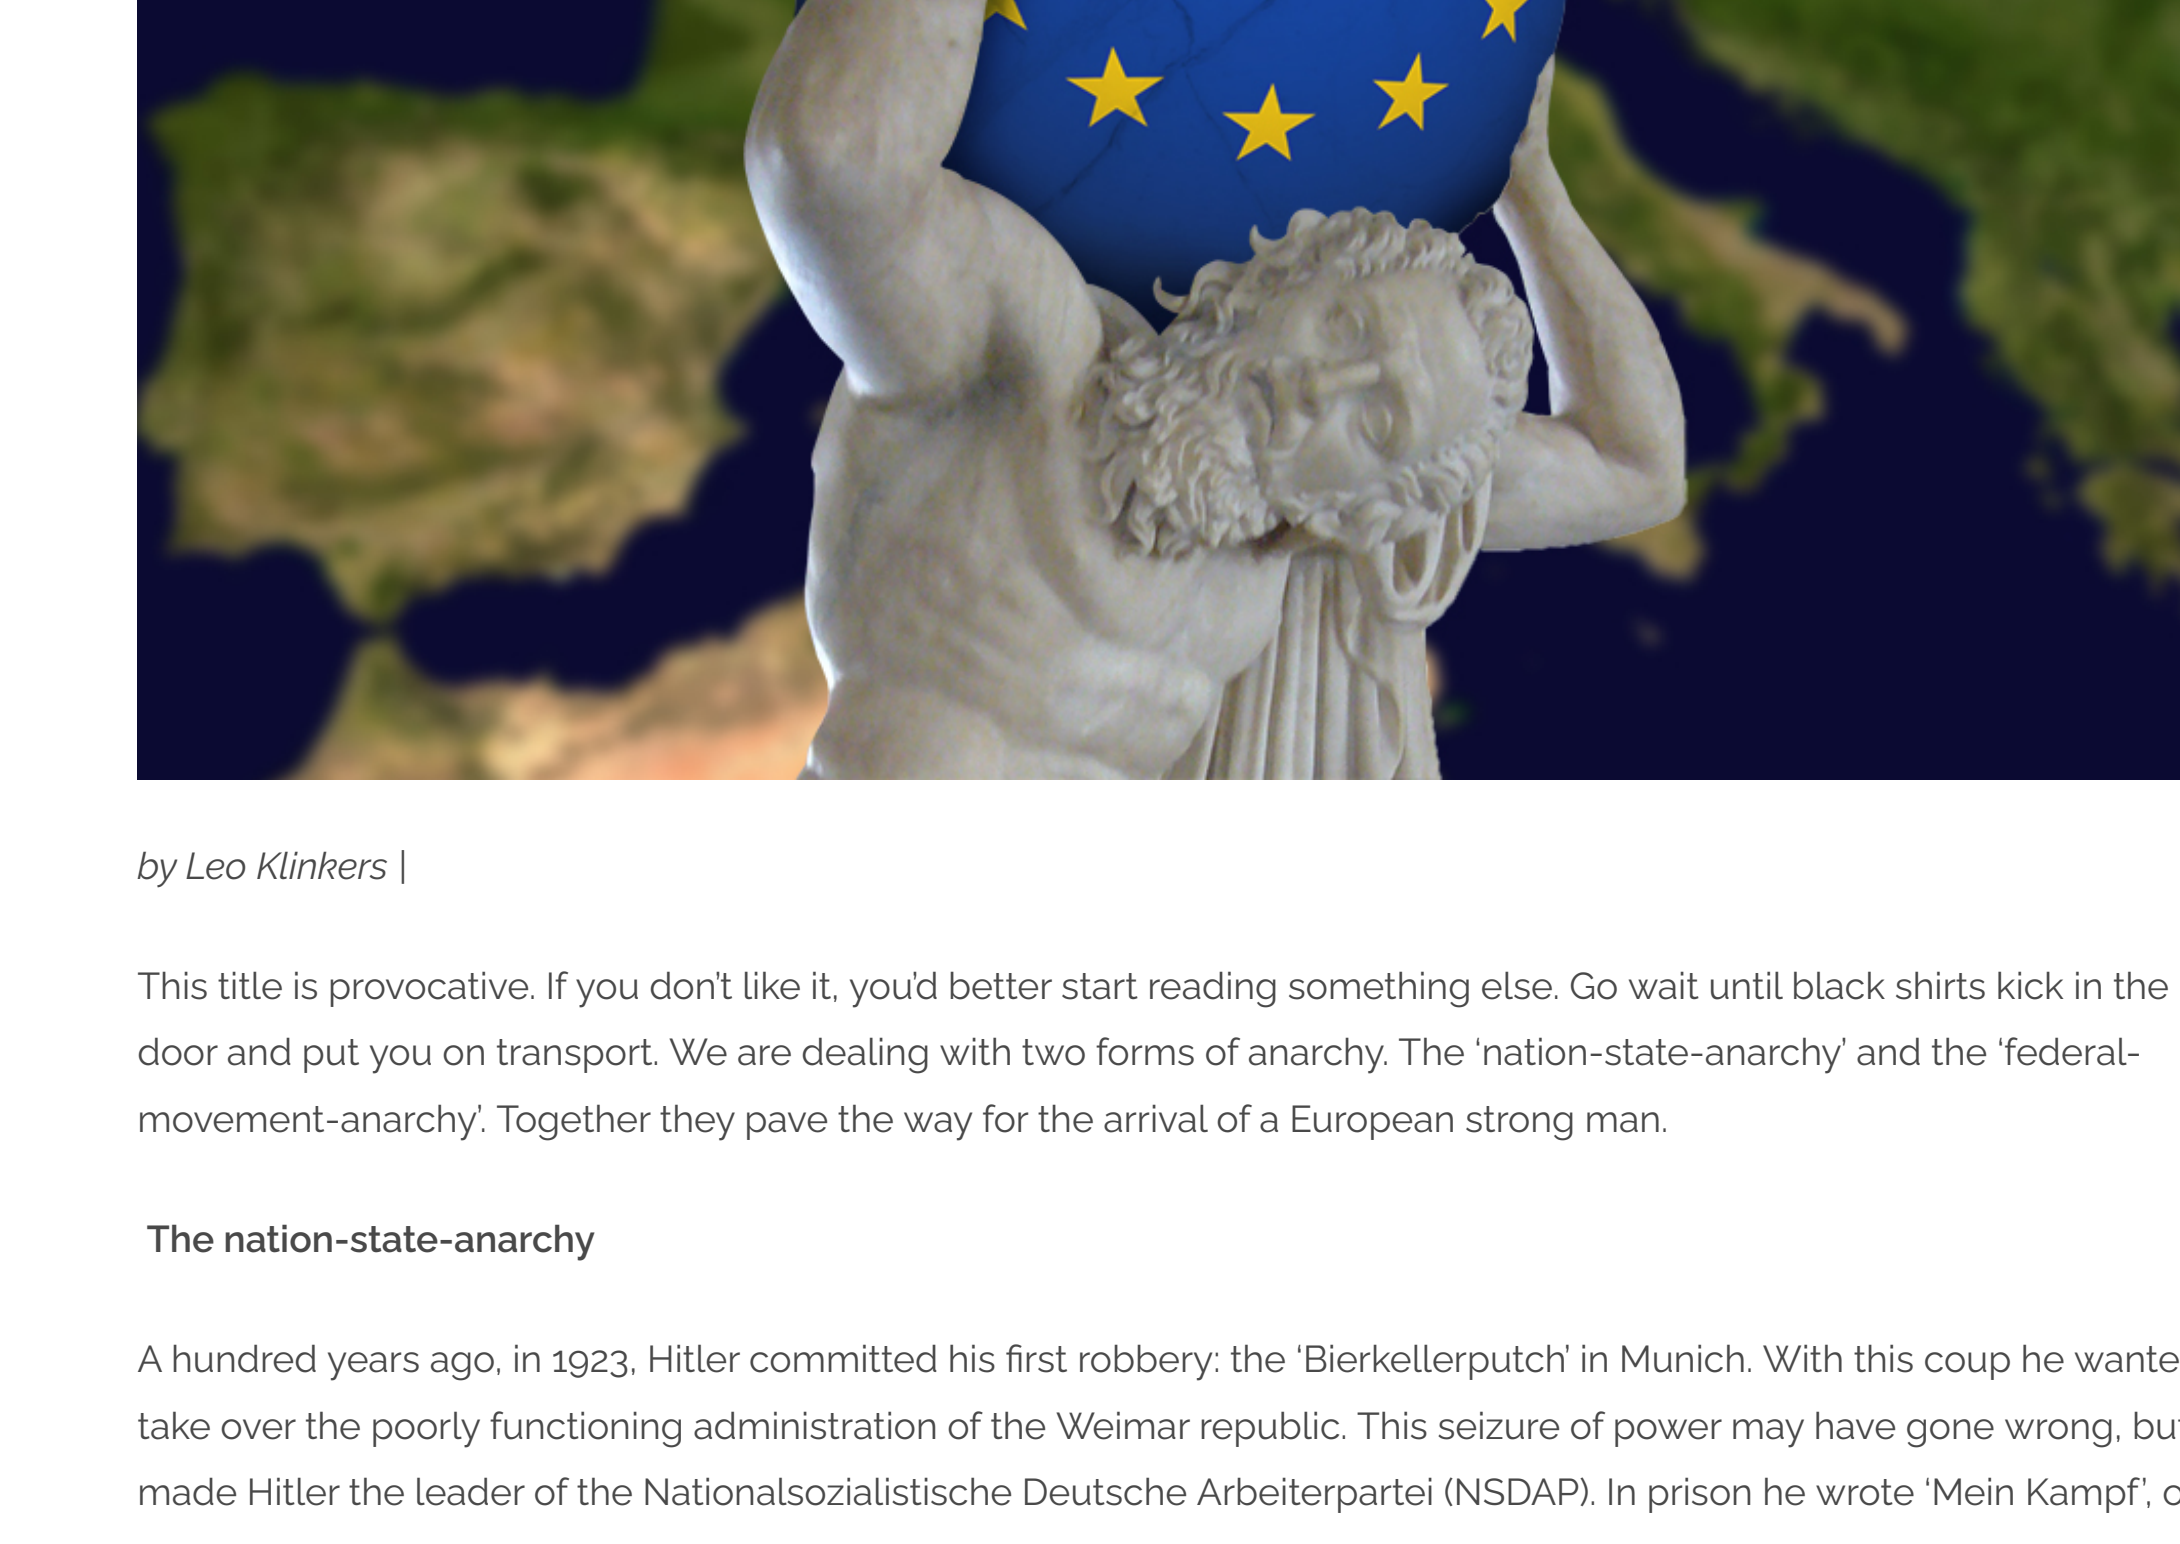 by Leo Klinkers |
This title is provocative. If you don’t like it, you’d better start reading something else. Go wait until black shirts kick in the
door and put you on transport. We are dealing with two forms of anarchy. The ‘nation-state-anarchy’ and the ‘federal-
movement-anarchy’. Together they pave the way for the arrival of a European strong man.
The nation-state-anarchy
A hundred years ago, in 1923, Hitler committed his first robbery: the ‘Bierkellerputch’ in Munich. With this coup he wante
take over the poorly functioning administration of the Weimar republic. This seizure of power may have gone wrong, but
made Hitler the leader of the Nationalsozialistische Deutsche Arbeiterpartei (NSDAP). In prison he wrote ‘Mein Kampf’,